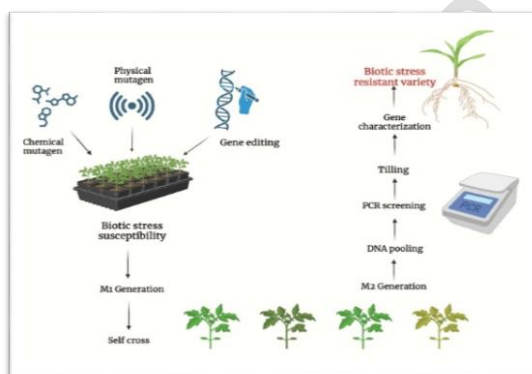 Physical
mutagen
Chemical
mutagen
Gene editing
Biotic stress
susceptibility
M1 Generation
Self cross
Biotic stress
resistant variety
Gene
characterization
Tilling
PCR screening
PCR
DNA pooling
M2 Generation